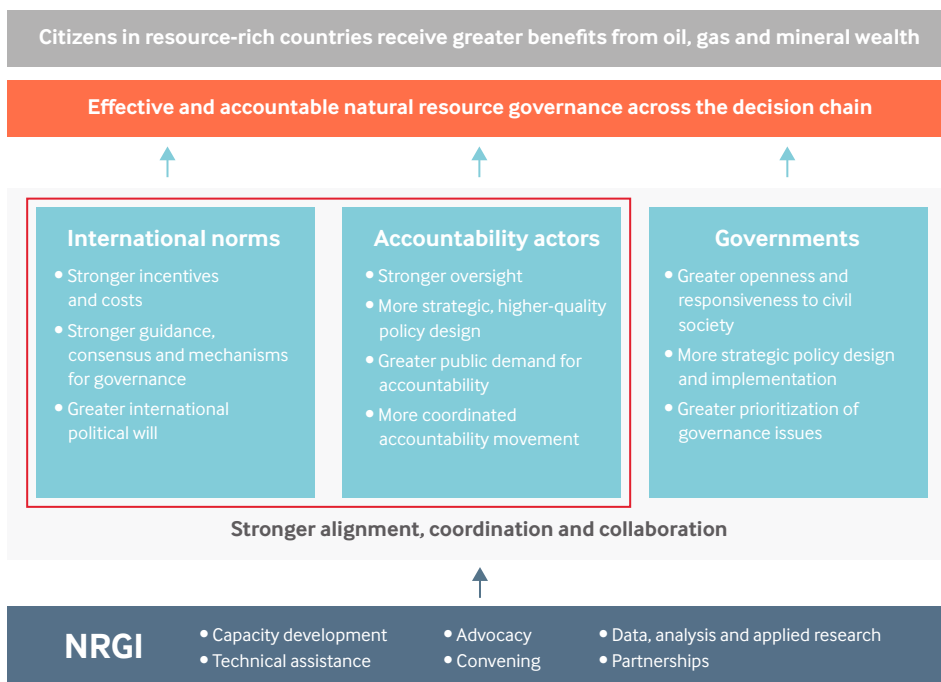 Citizens in resource-rich countries receive greater benefits from oil, gas and mineral wealth
Effective and accountable natural resource governance across the decision chain
International norms
• Stronger incentives
and costs
• Stronger guidance,
consensus and mechanisms
for governance
• Greater international
political will
Accountability actors
• Stronger oversight
• More strategic, higher-quality
policy design
• Greater public demand for
accountability
• More coordinated
accountability movement
Governments
• Greater openness and
responsiveness to civil
society
• More strategic policy design
and implementation
• Greater prioritization of
governance issues
Stronger alignment, coordination and collaboration
NRGI
• Capacity development
• Technical assistance
• Advocacy
• Convening
• Data, analysis and applied research
• Partnerships